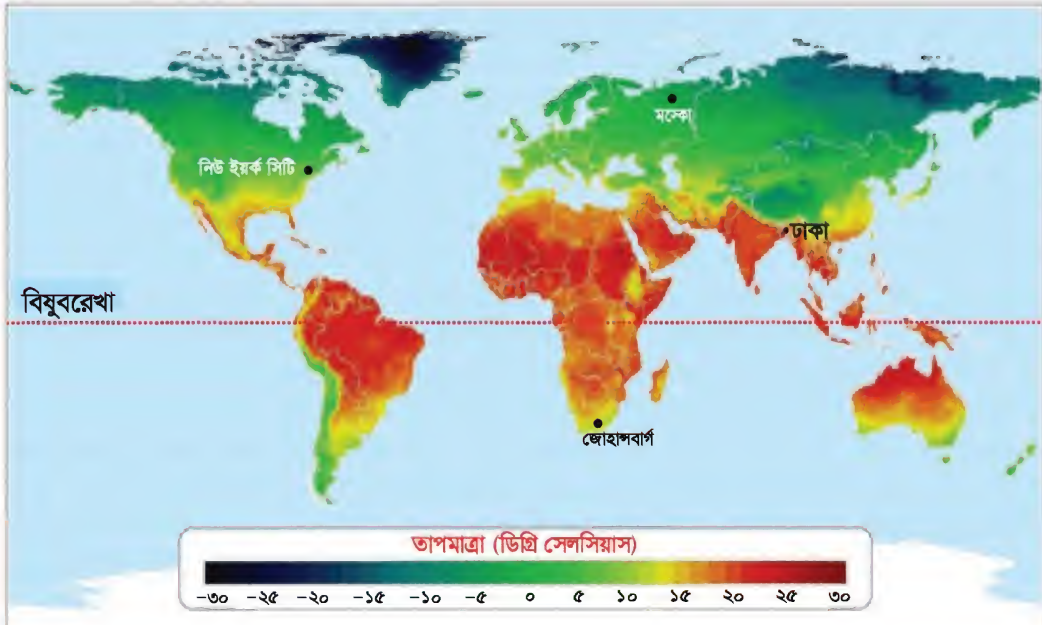 মস্কো
নিউ ইয়র্ক সিটি
ঢাকা
বিষুবরেখা
জোহান্সবার্গ
তাপমাত্রা (ডিগ্রি সেলসিয়াস)
-৩০ -২৫ -২০ -১৫ -১০ -৫ ০ ৫ ১০ ১৫ ২০ ২৫ ৩০